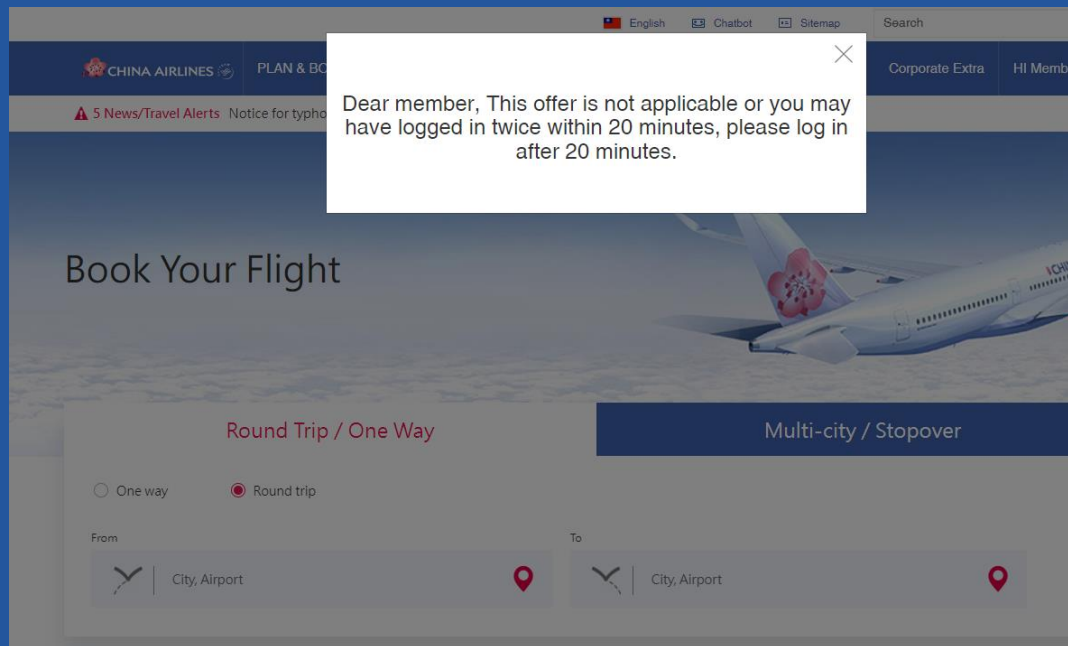 English Chatbot Sitemap Search
CHINA AIRLINES PLAN & BO Corporate Extra HI Memb
5 News/Travel Alerts Notice for typho
Dear member, This offer is not applicable or you may
have logged in twice within 20 minutes, please log in
after 20 minutes.
Book Your Flight
Round Trip / One Way Multi-city / Stopover
One way Round trip
From To
City, Airport City, Airport